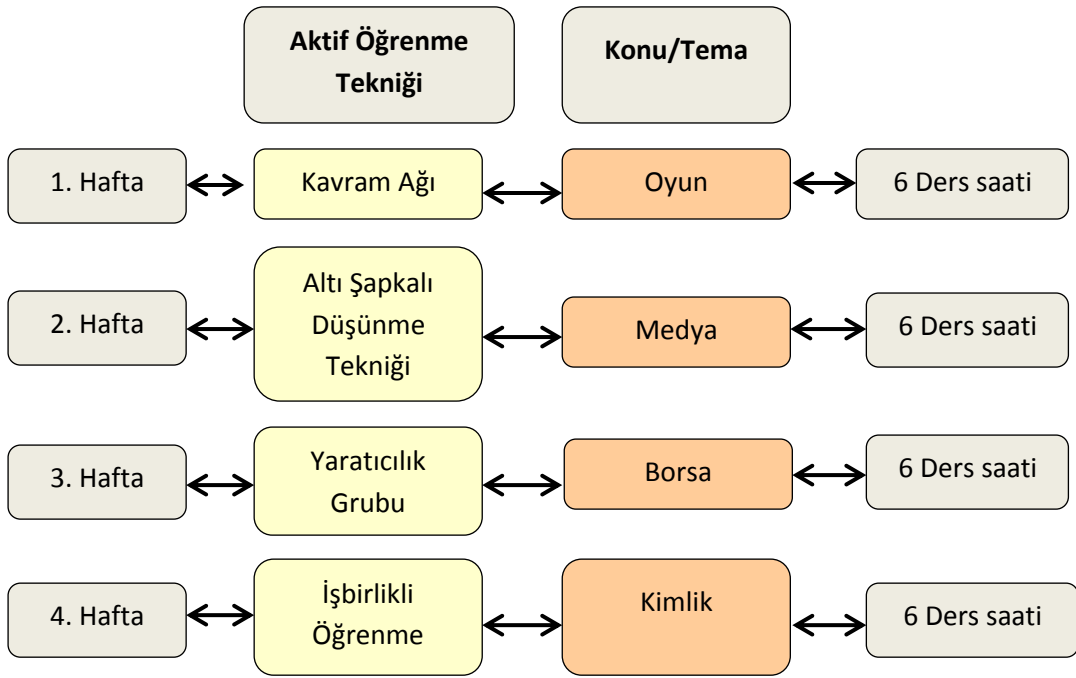 Aktif Öğrenme
Tekniği
Konu/Tema
1. Hafta
Kavram Ağı
Oyun
6 Ders saati
2. Hafta
Altı Şapkalı
Düşünme
Tekniği
Medya
6 Ders saati
3. Hafta
Yaratıcılık
Grubu
Borsa
6 Ders saati
4. Hafta
İşbirlikli
Öğrenme
Kimlik
6 Ders saati